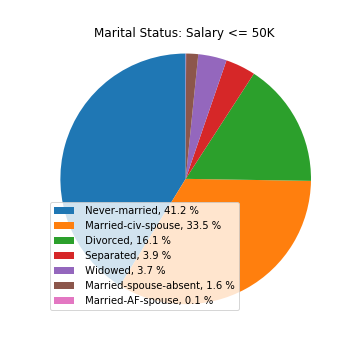 Marital Status: Salary <= 50K
Never-married, 41.2 %
Married-civ-spouse, 33.5 %
Divorced, 16.1 %
Separated, 3.9 %
Widowed, 3.7 %
Married-spouse-absent, 1.6 %
Married-AF-spouse, 0.1 %